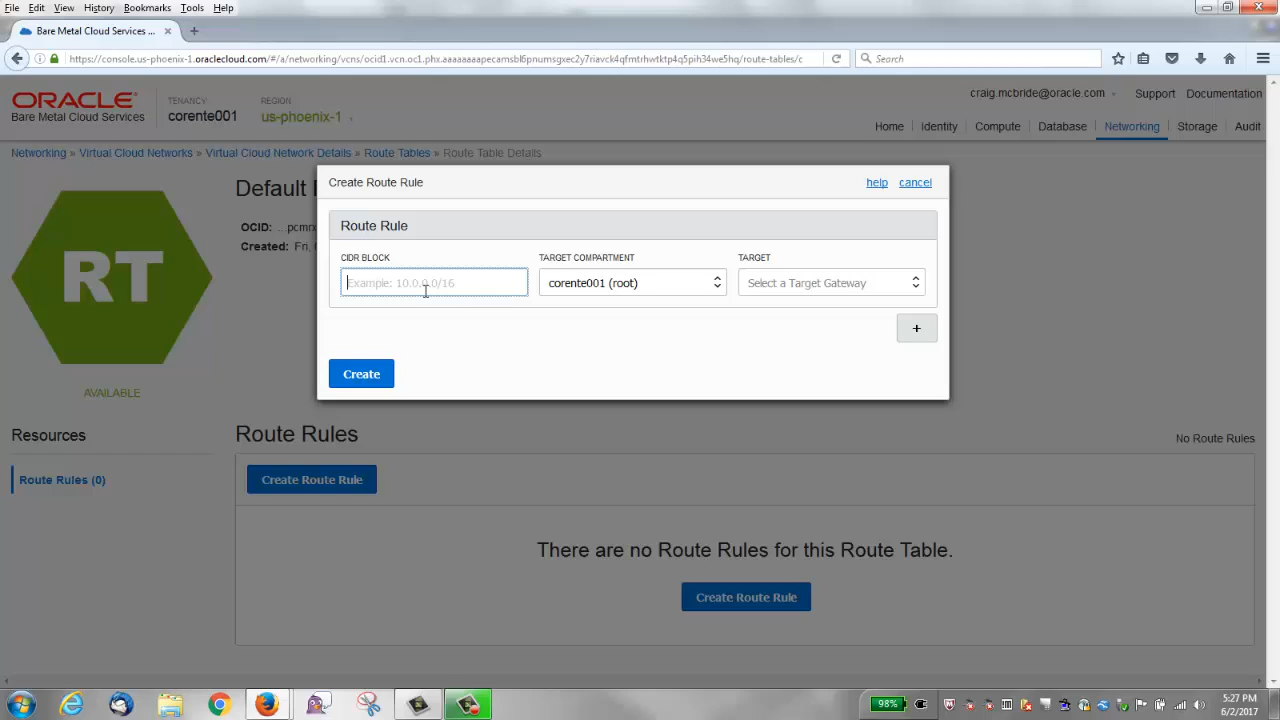 File Edit View History Bookmarks Tools Help
Bare Metal Cloud Services ...
https://console.us-phoenix-1.oraclecloud.com/#/a/networking/vcns/ocid1.vcn.oc1.phx.aaaaaaaapecamsbl6pnumsgxec2y7riavck4qfmtrhwtktp4q5pih34we5hq/route-tables/c
Search
ORACLE
Bare Metal Cloud Services
TENANCY
corente001
REGION
us-phoenix-1
craig.mcbride@oracle.com Support Documentation
Home Identity Compute Database Networking Storage Audit
Networking » Virtual Cloud Networks » Virtual Cloud Network Details » Route Tables » Route Table Details
RT
AVAILABLE
Default
OCID: ...pcmr
Created: Fri,
Create Route Rule help cancel
Route Rule
CIDR BLOCK TARGET COMPARTMENT TARGET
Example: 10.0.0.0/16 corente001 (root) Select a Target Gateway
+
Create
Resources
Route Rules (0)
Route Rules
No Route Rules
Create Route Rule
There are no Route Rules for this Route Table.
Create Route Rule
98%
5:27 PM
6/2/2017